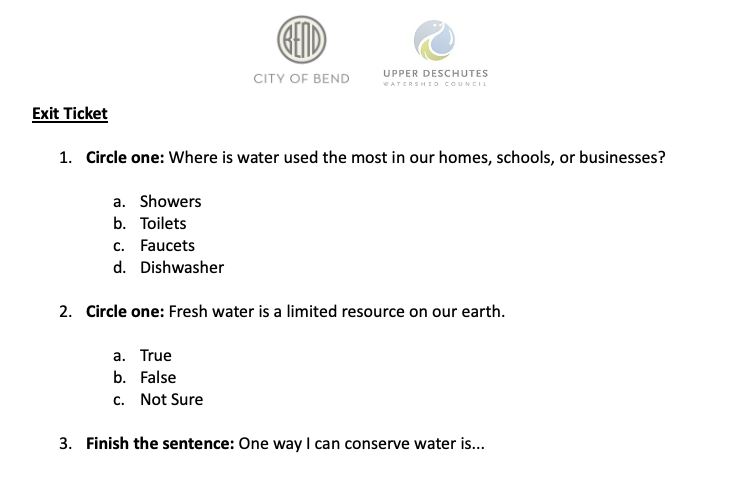 BEND
CITY OF BEND
UPPER DESCHUTES
WATERSHED COUNCIL
Exit Ticket
1. Circle one: Where is water used the most in our homes, schools, or businesses?
a. Showers
b. Toilets
c. Faucets
d. Dishwasher
2. Circle one: Fresh water is a limited resource on our earth.
a. True
b. False
c. Not Sure
3. Finish the sentence: One way I can conserve water is...